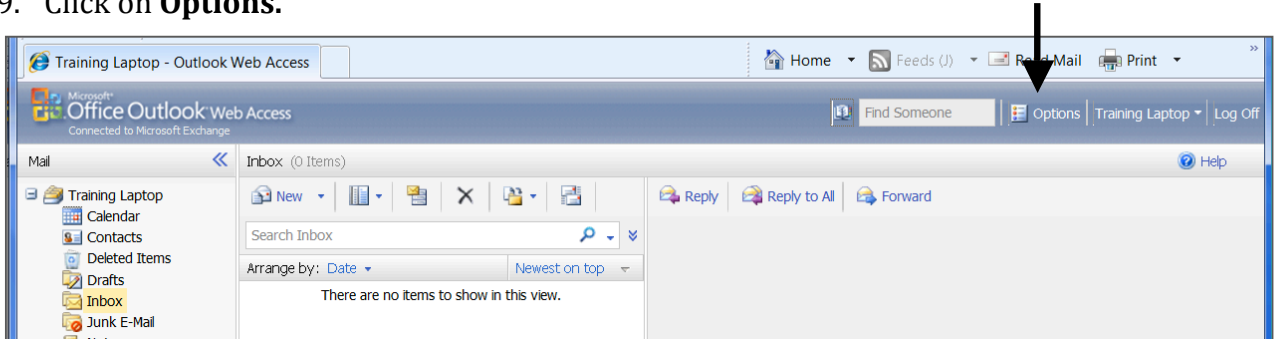 9. Click on Options.
Training Laptop - Outlook Web Access
Home Feeds (J) Read Mail Print »
Microsoft®
Office Outlook® Web Access
Connected to Microsoft Exchange
Find Someone Options Training Laptop Log Off
Mail « Inbox (0 Items) Help
Training Laptop New Reply Reply to All Forward
Calendar
Contacts Search Inbox
Deleted Items
Arrange by: Date Newest on top
Drafts
Inbox There are no items to show in this view.
Junk E-Mail